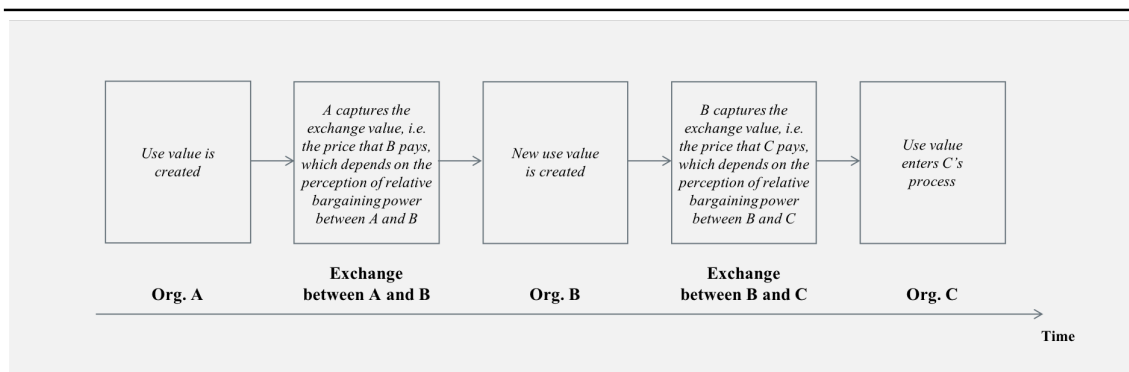 Use value is
created
A captures the
exchange value, i.e.
the price that B pays,
which depends on the
perception of relative
bargaining power
between A and B
New use value
is created
B captures the
exchange value, i.e.
the price that C pays,
which depends on the
perception of relative
bargaining power
between B and C
Use value
enters C's
process
Org. A
Exchange
between A and B
Org. B
Exchange
between B and C
Org. C
Time